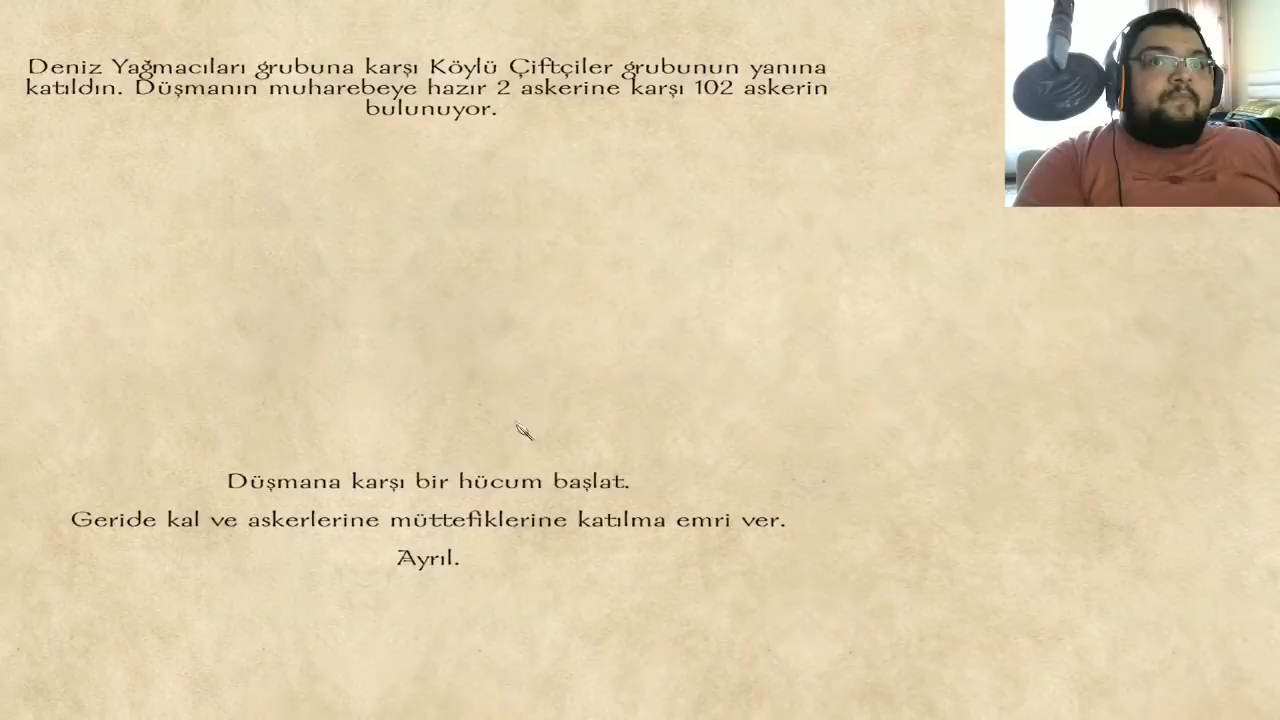 Deniz Yağmacıları grubuna karşı Köylü Çiftçiler grubunun yanına
katıldın. Düşmanın muharebeye hazır 2 askerine karşı 102 askerin
bulunuyor.
Düşmana karşı bir hücum başlat.
Geride kal ve askerlerine müttefiklerine katılma emri ver.
Ayrıl.